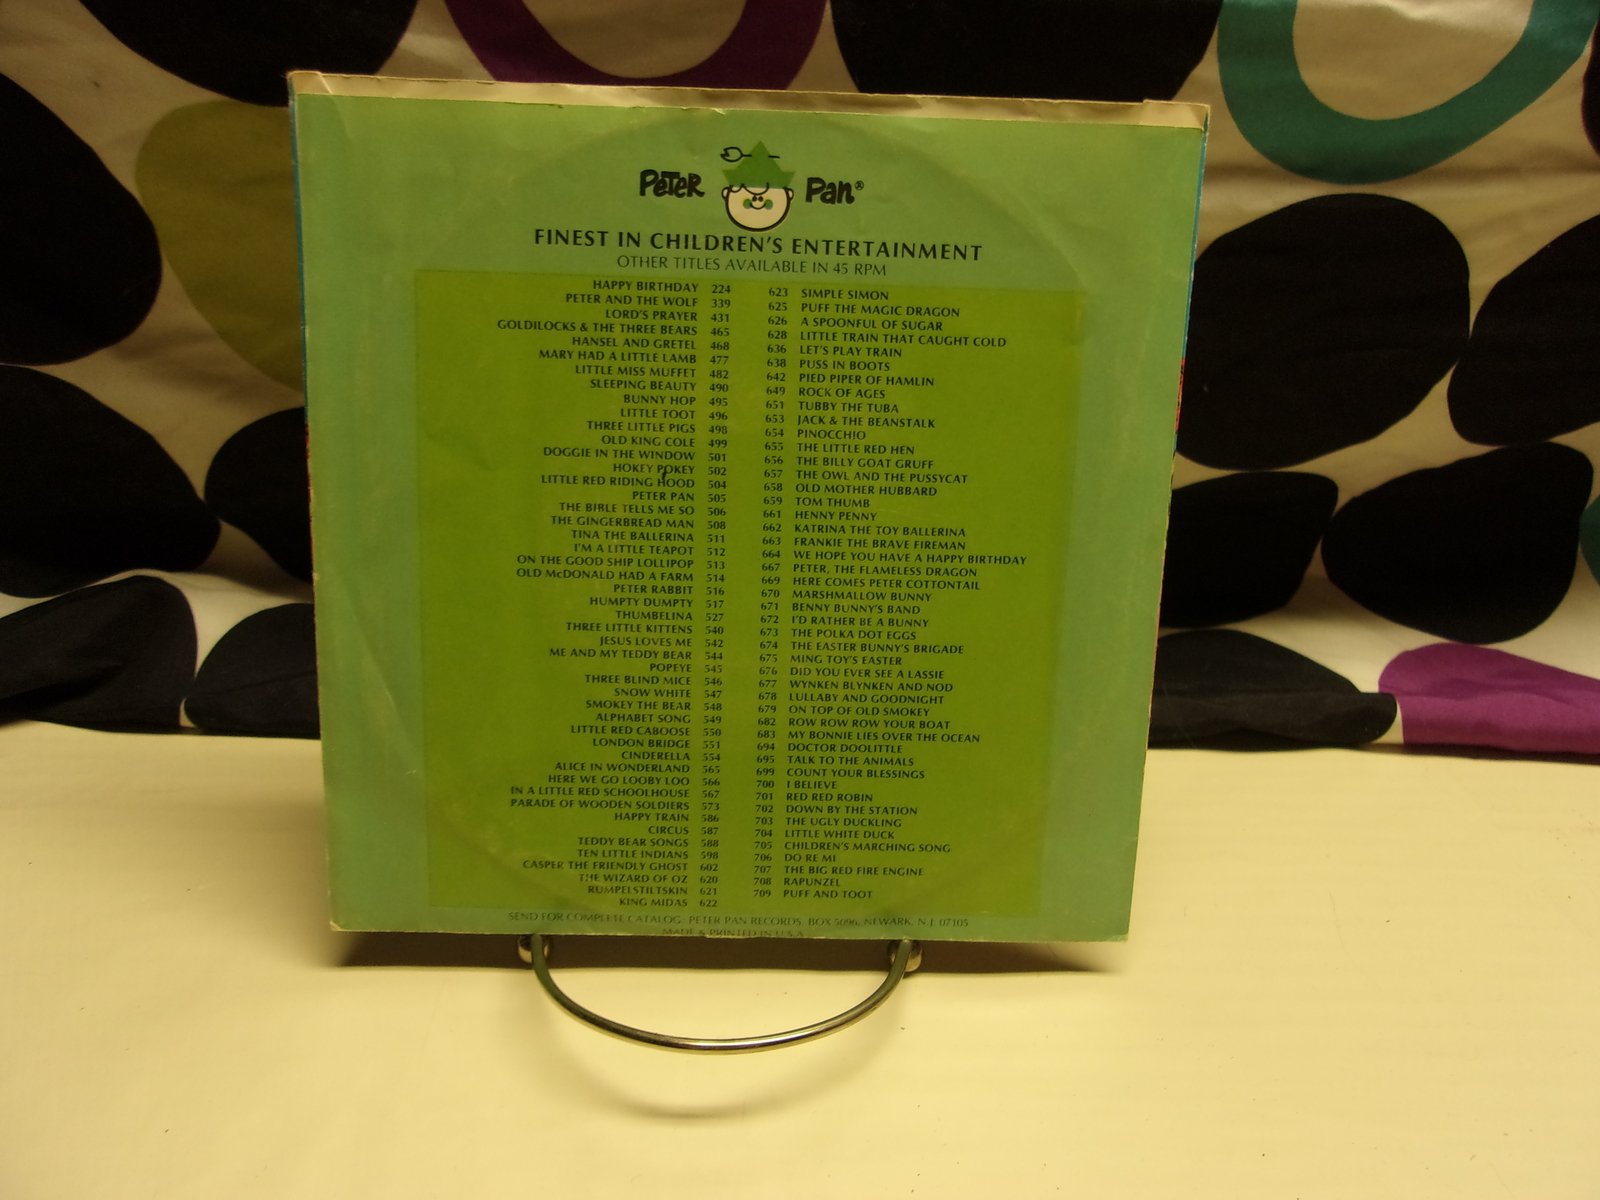 PETER PAN®
FINEST IN CHILDREN'S ENTERTAINMENT
OTHER TITLES AVAILABLE IN 45 RPM
HAPPY BIRTHDAY 224
PETER AND THE WOLF 339
LORD'S PRAYER 431
GOLDILOCKS & THE THREE BEARS 465
HANSEL AND GRETEL 468
MARY HAD A LITTLE LAMB 477
LITTLE MISS MUFFET 482
SLEEPING BEAUTY 490
BUNNY HOP 495
LITTLE TOOT 496
THREE LITTLE PIGS 498
OLD KING COLE 499
DOGGIE IN THE WINDOW 501
HOKEY POKEY 502
LITTLE RED RIDING HOOD 504
PETER PAN 505
THE BIBLE TELLS ME SO 506
THE GINGERBREAD MAN 508
TINA THE BALLERINA 511
I'M A LITTLE TEAPOT 512
ON THE GOOD SHIP LOLLIPOP 513
OLD McDONALD HAD A FARM 514
PETER RABBIT 516
HUMPTY DUMPTY 517
THUMBELINA 527
THREE LITTLE KITTENS 540
JESUS LOVES ME 542
ME AND MY TEDDY BEAR 544
POPEYE 545
THREE BLIND MICE 546
SNOW WHITE 547
SMOKEY THE BEAR 548
ALPHABET SONG 549
LITTLE RED CABOOSE 550
LONDON BRIDGE 551
CINDERELLA 554
ALICE IN WONDERLAND 565
HERE WE GO LOOBY LOO 566
IN A LITTLE RED SCHOOLHOUSE 567
PARADE OF WOODEN SOLDIERS 573
HAPPY TRAIN 586
CIRCUS 587
TEDDY BEAR SONGS 588
TEN LITTLE INDIANS 598
CASPER THE FRIENDLY GHOST 602
THE WIZARD OF OZ 620
RUMPELSTILTSKIN 621
KING MIDAS 622
623 SIMPLE SIMON
625 PUFF THE MAGIC DRAGON
626 A SPOONFUL OF SUGAR
628 LITTLE TRAIN THAT CAUGHT COLD
636 LET'S PLAY TRAIN
638 PUSS IN BOOTS
642 PIED PIPER OF HAMLIN
649 ROCK OF AGES
651 TUBBY THE TUBA
653 JACK & THE BEANSTALK
654 PINOCCHIO
655 THE LITTLE RED HEN
656 THE BILLY GOAT GRUFF
657 THE OWL AND THE PUSSYCAT
658 OLD MOTHER HUBBARD
659 TOM THUMB
661 HENNY PENNY
662 KATRINA THE TOY BALLERINA
663 FRANKIE THE BRAVE FIREMAN
664 WE HOPE YOU HAVE A HAPPY BIRTHDAY
667 PETER, THE FLAMELESS DRAGON
669 HERE COMES PETER COTTONTAIL
670 MARSHMALLOW BUNNY
671 BENNY BUNNY'S BAND
672 I'D RATHER BE A BUNNY
673 THE POLKA DOT EGGS
674 THE EASTER BUNNY'S BRIGADE
675 MING TOY'S EASTER
676 DID YOU EVER SEE A LASSIE
677 WYNKEN BLYNKEN AND NOD
678 LULLABY AND GOODNIGHT
679 ON TOP OF OLD SMOKEY
682 ROW ROW ROW YOUR BOAT
683 MY BONNIE LIES OVER THE OCEAN
694 DOCTOR DOOLITTLE
695 TALK TO THE ANIMALS
699 COUNT YOUR BLESSINGS
700 I BELIEVE
701 RED RED ROBIN
702 DOWN BY THE STATION
703 THE UGLY DUCKLING
704 LITTLE WHITE DUCK
705 CHILDREN'S MARCHING SONG
706 DO RE MI
707 THE BIG RED FIRE ENGINE
708 RAPUNZEL
709 PUFF AND TOOT
SEND FOR COMPLETE CATALOG: PETER PAN RECORDS, BOX 5096, NEWARK, N.J. 07105
MADE & PRINTED IN U.S.A.